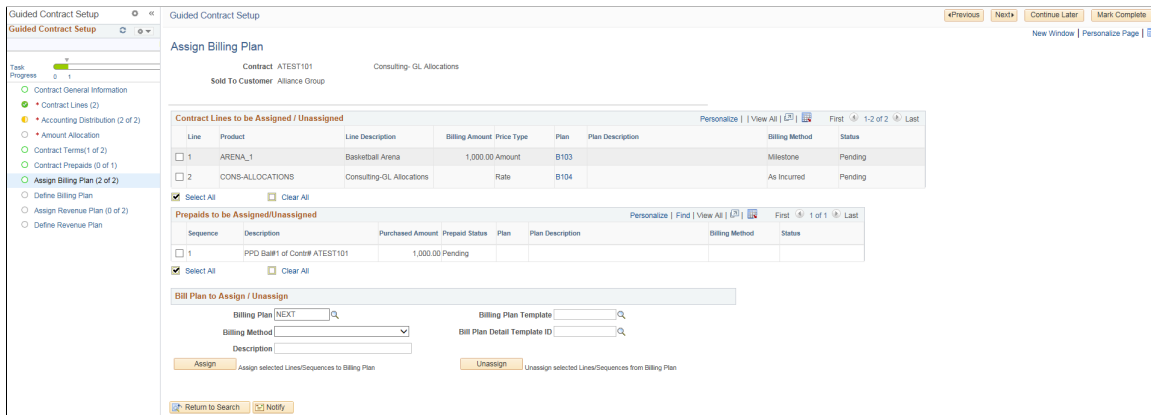 Guided Contract Setup
Guided Contract Setup
Task
Progress 0 1
Contract General Information
* Contract Lines (2)
* Accounting Distribution (2 of 2)
* Amount Allocation
Contract Terms(1 of 2)
Contract Prepaids (0 of 1)
Assign Billing Plan (2 of 2)
Define Billing Plan
Assign Revenue Plan (0 of 2)
Define Revenue Plan
Guided Contract Setup
Previous Next Continue Later Mark Complete
New Window | Personalize Page |
Assign Billing Plan
Contract ATEST101 Consulting- GL Allocations
Sold To Customer Alliance Group
Contract Lines to be Assigned / Unassigned Personalize | | View All | | First 1-2 of 2 Last
Line Product Line Description Billing Amount Price Type Plan Plan Description Billing Method Status
1 ARENA_1 Basketball Arena 1,000.00 Amount B103 Milestone Pending
2 CONS-ALLOCATIONS Consulting-GL Allocations Rate B104 As Incurred Pending
Select All Clear All
Prepaids to be Assigned/Unassigned Personalize | Find | View All | | First 1 of 1 Last
Sequence Description Purchased Amount Prepaid Status Plan Plan Description Billing Method Status
1 PPD Bal#1 of Contr# ATEST101 1,000.00 Pending
Select All Clear All
Bill Plan to Assign / Unassign
Billing Plan NEXT Billing Plan Template
Billing Method Bill Plan Detail Template ID
Description
Assign Assign selected Lines/Sequences to Billing Plan Unassign Unassign selected Lines/Sequences from Billing Plan
Return to Search Notify